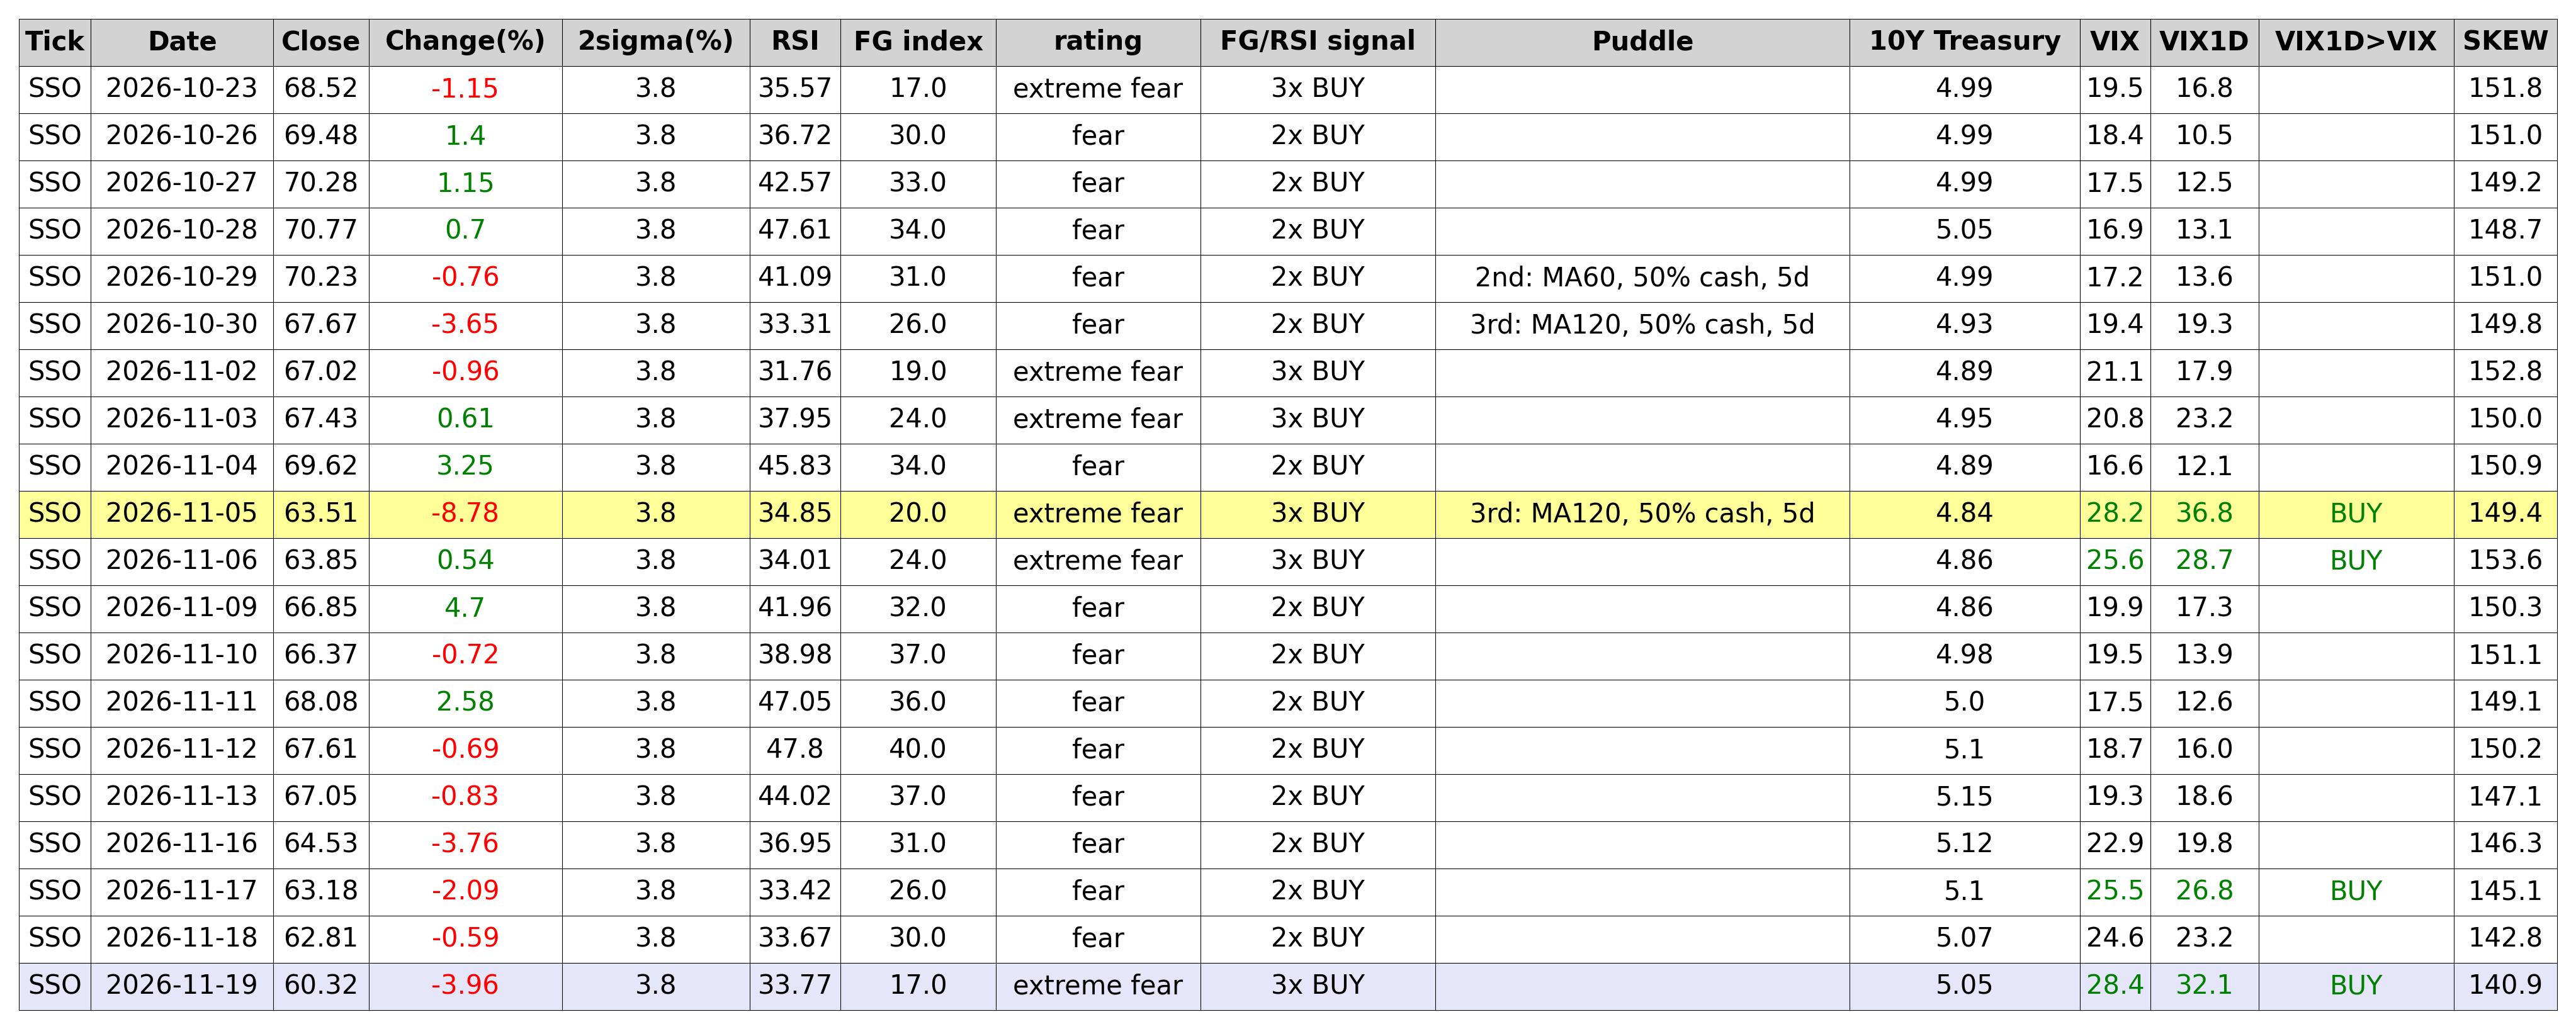 Tick Date Close Change(%) 2sigma(%) RSI FG index rating FG/RSI signal Puddle 10Y Treasury VIX VIX1D VIX1D>VIX SKEW
SSO 2026-10-23 68.52 -1.15 3.8 35.57 17.0 extreme fear 3x BUY 4.99 19.5 16.8 151.8
SSO 2026-10-26 69.48 1.4 3.8 36.72 30.0 fear 2x BUY 4.99 18.4 10.5 151.0
SSO 2026-10-27 70.28 1.15 3.8 42.57 33.0 fear 2x BUY 4.99 17.5 12.5 149.2
SSO 2026-10-28 70.77 0.7 3.8 47.61 34.0 fear 2x BUY 5.05 16.9 13.1 148.7
SSO 2026-10-29 70.23 -0.76 3.8 41.09 31.0 fear 2x BUY 2nd: MA60, 50% cash, 5d 4.99 17.2 13.6 151.0
SSO 2026-10-30 67.67 -3.65 3.8 33.31 26.0 fear 2x BUY 3rd: MA120, 50% cash, 5d 4.93 19.4 19.3 149.8
SSO 2026-11-02 67.02 -0.96 3.8 31.76 19.0 extreme fear 3x BUY 4.89 21.1 17.9 152.8
SSO 2026-11-03 67.43 0.61 3.8 37.95 24.0 extreme fear 3x BUY 4.95 20.8 23.2 150.0
SSO 2026-11-04 69.62 3.25 3.8 45.83 34.0 fear 2x BUY 4.89 16.6 12.1 150.9
SSO 2026-11-05 63.51 -8.78 3.8 34.85 20.0 extreme fear 3x BUY 3rd: MA120, 50% cash, 5d 4.84 28.2 36.8 BUY 149.4
SSO 2026-11-06 63.85 0.54 3.8 34.01 24.0 extreme fear 3x BUY 4.86 25.6 28.7 BUY 153.6
SSO 2026-11-09 66.85 4.7 3.8 41.96 32.0 fear 2x BUY 4.86 19.9 17.3 150.3
SSO 2026-11-10 66.37 -0.72 3.8 38.98 37.0 fear 2x BUY 4.98 19.5 13.9 151.1
SSO 2026-11-11 68.08 2.58 3.8 47.05 36.0 fear 2x BUY 5.0 17.5 12.6 149.1
SSO 2026-11-12 67.61 -0.69 3.8 47.8 40.0 fear 2x BUY 5.1 18.7 16.0 150.2
SSO 2026-11-13 67.05 -0.83 3.8 44.02 37.0 fear 2x BUY 5.15 19.3 18.6 147.1
SSO 2026-11-16 64.53 -3.76 3.8 36.95 31.0 fear 2x BUY 5.12 22.9 19.8 146.3
SSO 2026-11-17 63.18 -2.09 3.8 33.42 26.0 fear 2x BUY 5.1 25.5 26.8 BUY 145.1
SSO 2026-11-18 62.81 -0.59 3.8 33.67 30.0 fear 2x BUY 5.07 24.6 23.2 142.8
SSO 2026-11-19 60.32 -3.96 3.8 33.77 17.0 extreme fear 3x BUY 5.05 28.4 32.1 BUY 140.9